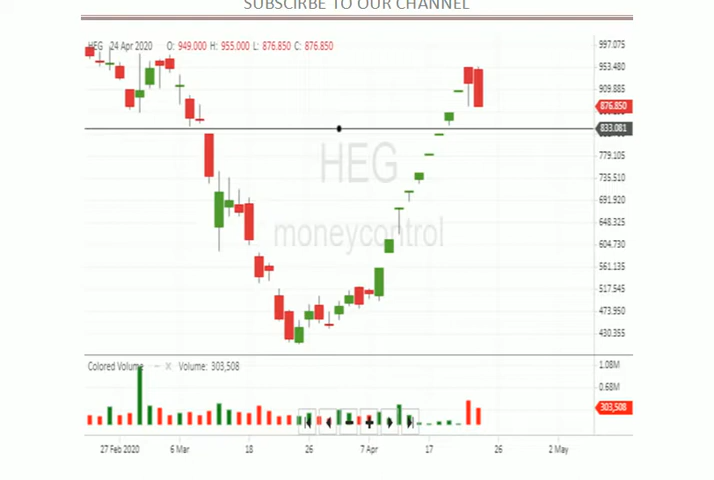 SUBSCIRBE TO OUR CHANNEL
HEG 24 Apr 2020 O: 949.000 H: 955.000 L: 876.850 C: 876.850
997.075
953.480
909.885
876.850
833.081
779.105
735.510
691.920
648.325
604.730
561.135
517.545
473.950
430.355
HEG
moneycontrol
Colored Volume – X Volume: 303,508
1.08M
0.68M
303,508
27 Feb 2020 6 Mar 18 26 7 Apr 17 26 2 May